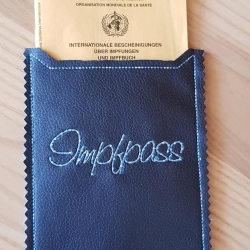 ORGANISATION MONDIALE DE LA SANTÉ
INTERNATIONALE BESCHEINIGUNGEN
ÜBER IMPFUNGEN
UND IMPFBUCH
Impfpass